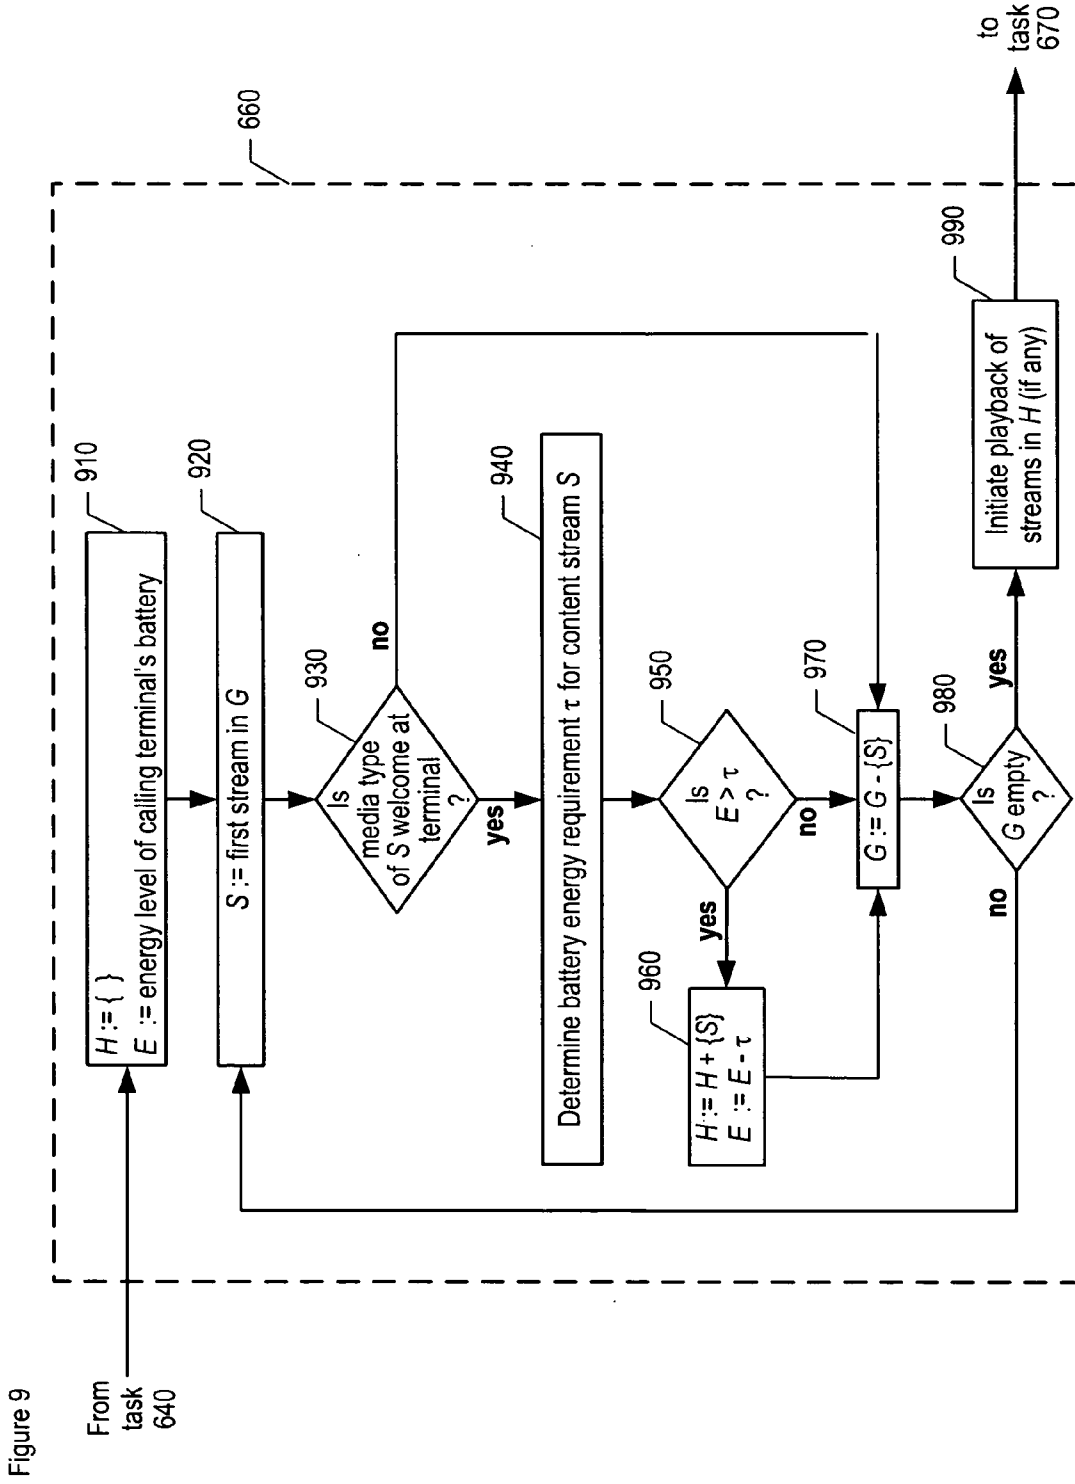 Figure 9
From
task
640
660
910
H := { }
E := energy level of calling terminal's battery
920
S := first stream in G
930
Is
media type
of S welcome at
terminal
?
no
yes
940
Determine battery energy requirement τ for content stream S
950
Is
E > τ
?
yes
no
960
H := H + {S}
E := E - τ
970
G := G - {S}
980
Is
G empty
?
no
yes
990
Initiate playback of
streams in H (if any)
to
task
670